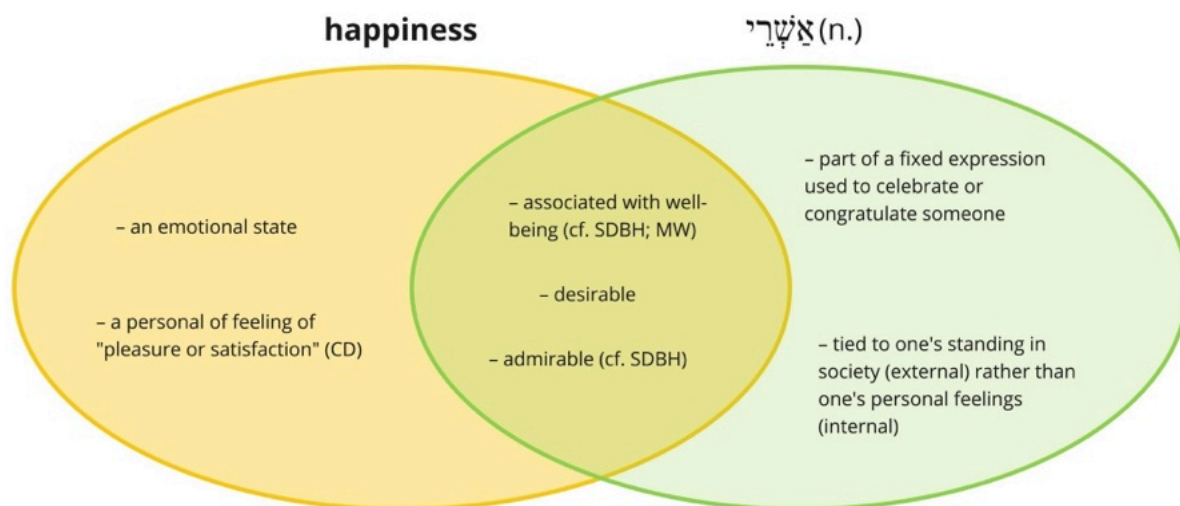 happiness
אַשְׁרֵי (n.)
– an emotional state
– a personal of feeling of
"pleasure or satisfaction" (CD)
– associated with well-
being (cf. SDBH; MW)
– desirable
– admirable (cf. SDBH)
– part of a fixed expression
used to celebrate or
congratulate someone
– tied to one's standing in
society (external) rather than
one's personal feelings
(internal)